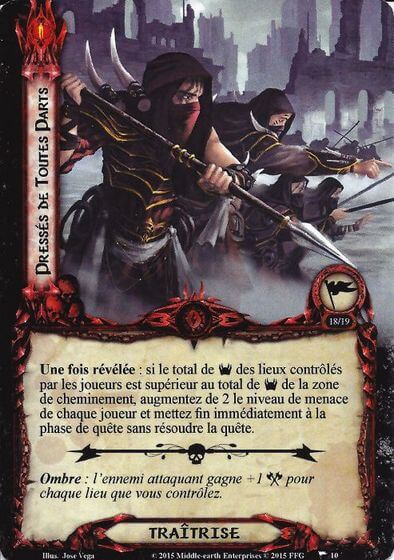 PRESSÉS DE TOUTES PARTS
18/19
Une fois révélée : si le total de des lieux contrôlés
par les joueurs est supérieur au total de de la zone
de cheminement, augmentez de 2 le niveau de menace
de chaque joueur et mettez fin immédiatement à la
phase de quête sans résoudre la quête.
Ombre : l'ennemi attaquant gagne +1 pour
chaque lieu que vous contrôlez.
TRAÎTRISE
Illus. Jose Vega © 2015 Middle-earth Enterprises © 2015 FFG 10